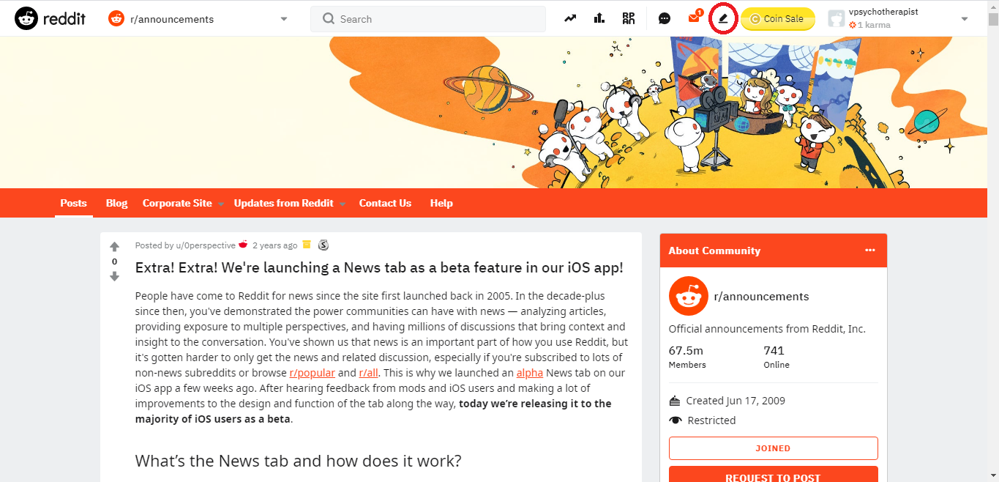 reddit r/announcements Search 1 Coin Sale vpsychotherapist
1 karma
Posts Blog Corporate Site Updates from Reddit Contact Us Help
Posted by u/0perspective 2 years ago S
0
Extra! Extra! We're launching a News tab as a beta feature in our iOS app!
People have come to Reddit for news since the site first launched back in 2005. In the decade-plus
since then, you've demonstrated the power communities can have with news — analyzing articles,
providing exposure to multiple perspectives, and having millions of discussions that bring context and
insight to the conversation. You've shown us that news is an important part of how you use Reddit, but
it's gotten harder to only get the news and related discussion, especially if you're subscribed to lots of
non-news subreddits or browse r/popular and r/all. This is why we launched an alpha News tab on our
iOS app a few weeks ago. After hearing feedback from mods and iOS users and making a lot of
improvements to the design and function of the tab along the way, today we’re releasing it to the
majority of iOS users as a beta.
What’s the News tab and how does it work?
About Community
r/announcements
Official announcements from Reddit, Inc.
67.5m 741
Members Online
Created Jun 17, 2009
Restricted
JOINED
REQUEST TO POST